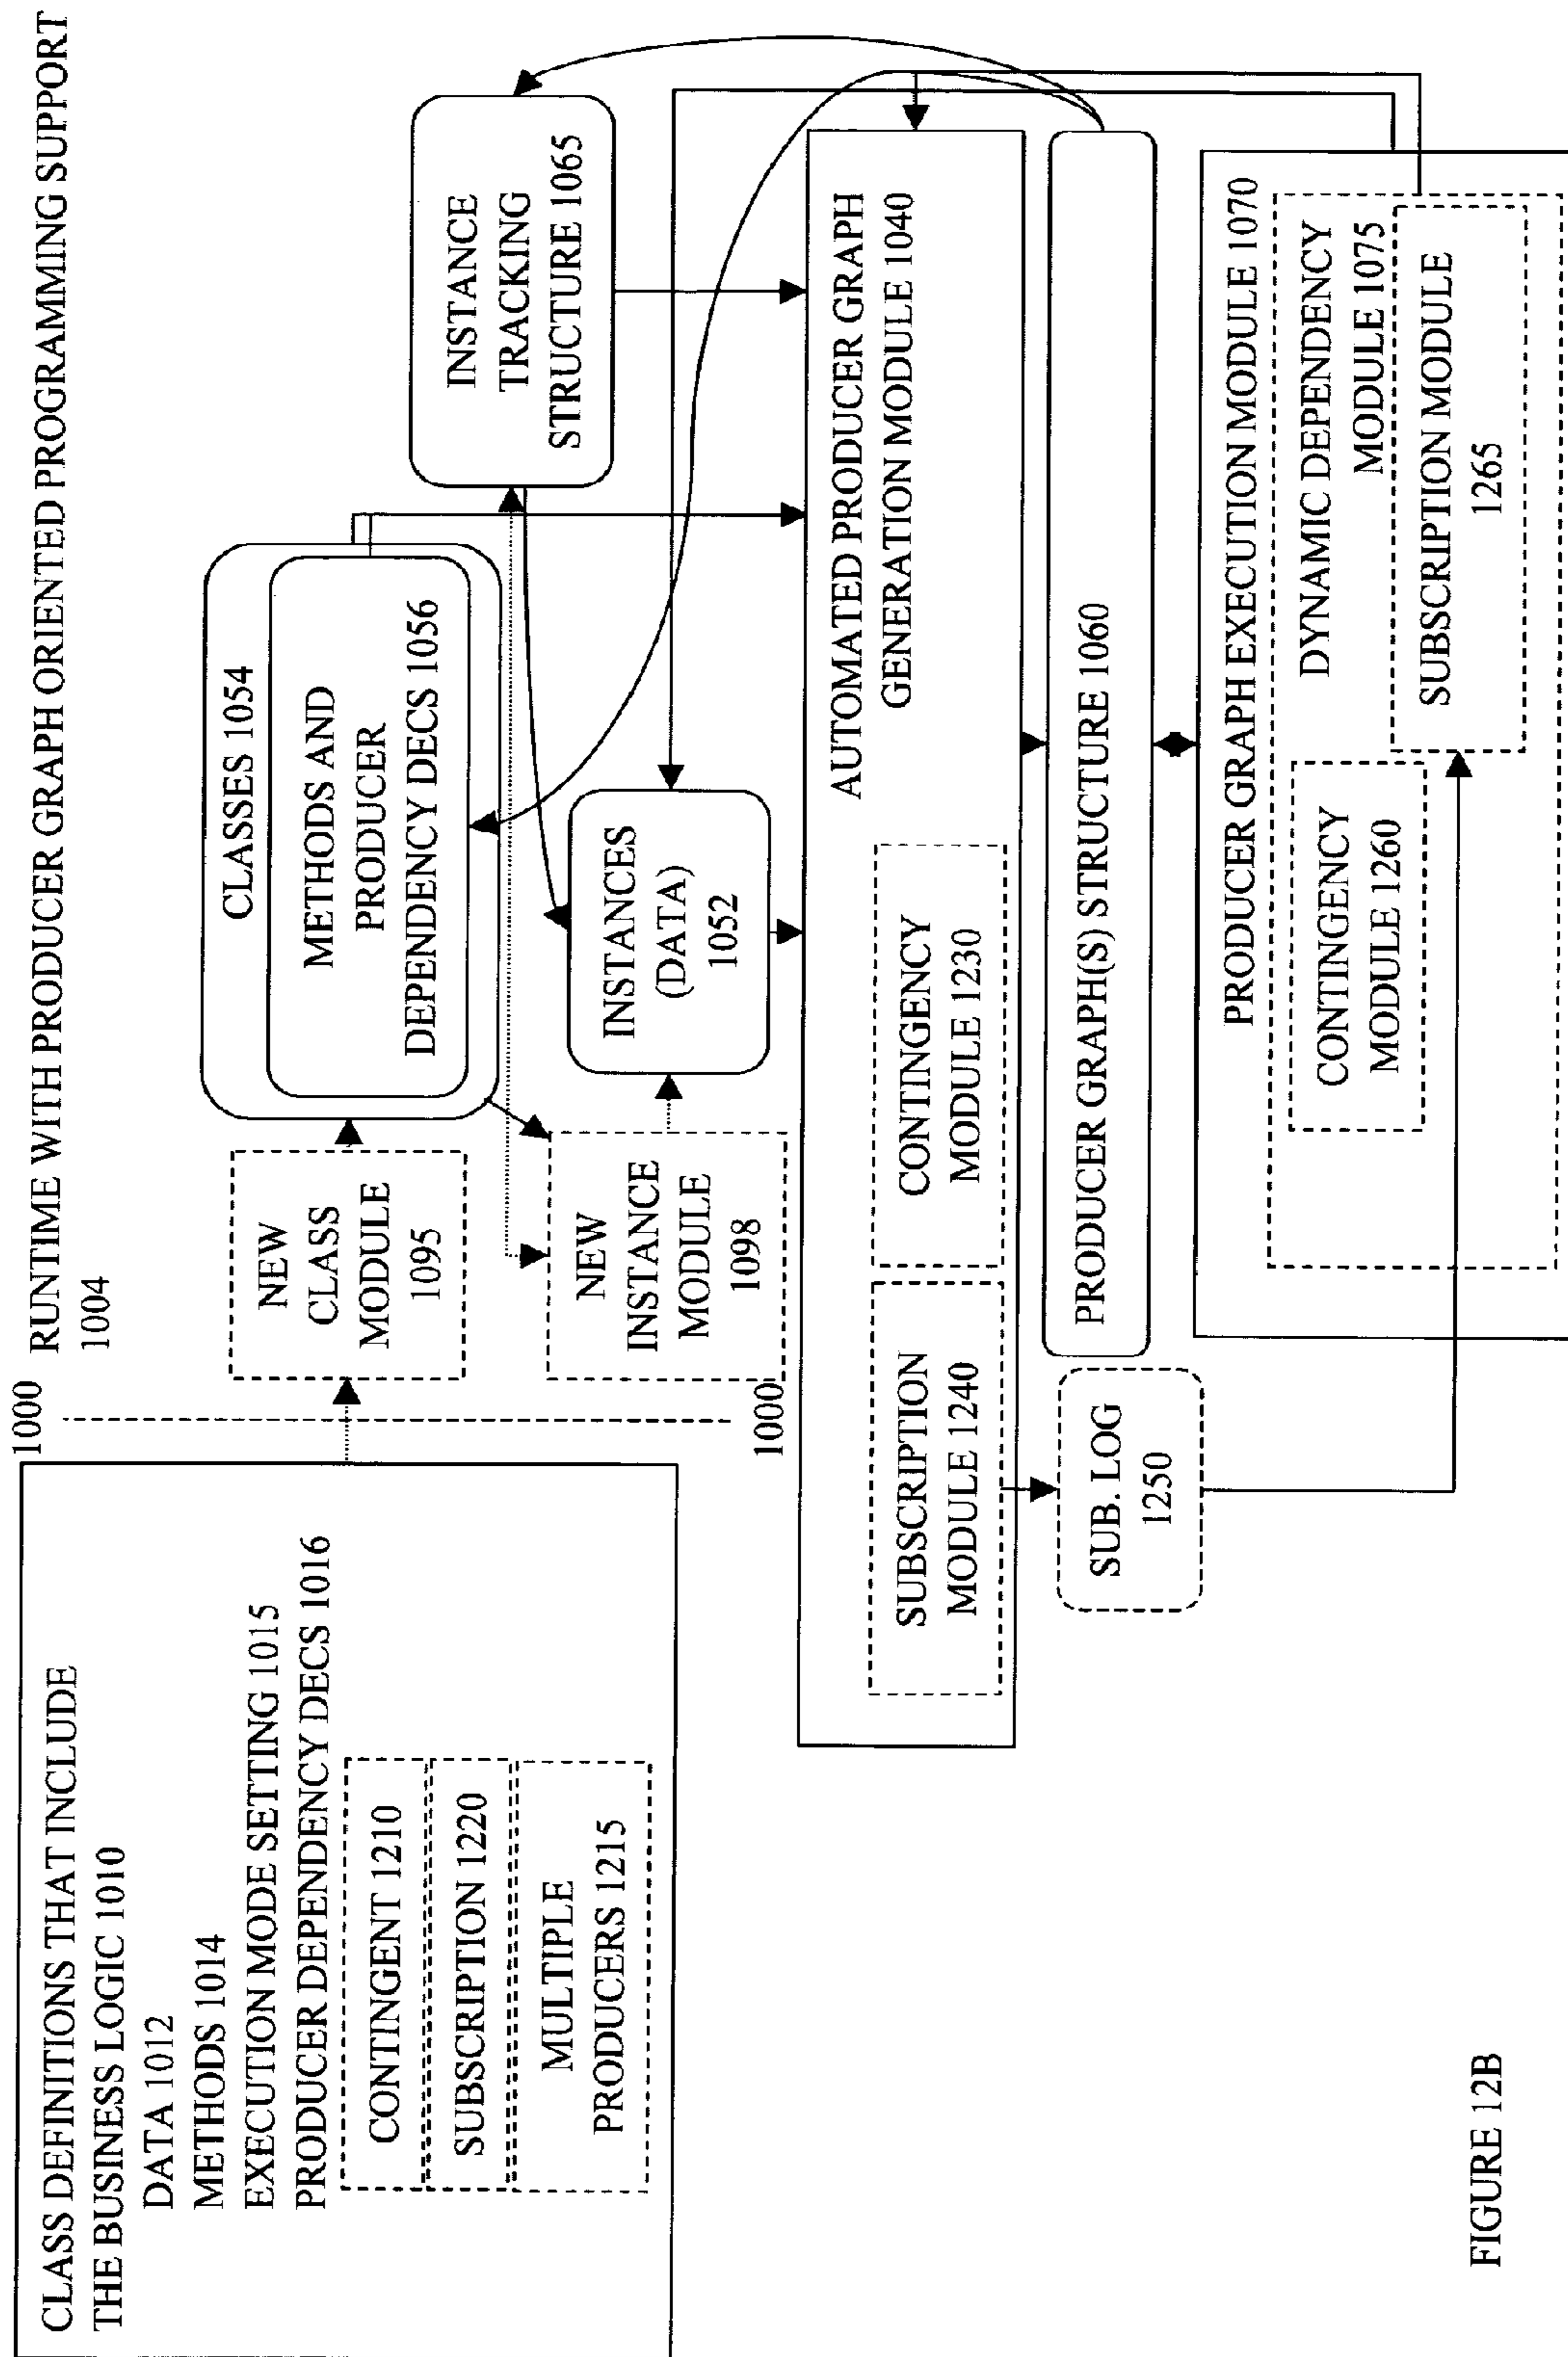 1000
RUNTIME WITH PRODUCER GRAPH ORIENTED PROGRAMMING SUPPORT
1004
CLASS DEFINITIONS THAT INCLUDE
THE BUSINESS LOGIC 1010
DATA 1012
METHODS 1014
EXECUTION MODE SETTING 1015
PRODUCER DEPENDENCY DECS 1016
CONTINGENT 1210
SUBSCRIPTION 1220
MULTIPLE
PRODUCERS 1215
1000
NEW
CLASS
MODULE
1095
CLASSES 1054
METHODS AND
PRODUCER
DEPENDENCY DECS 1056
INSTANCE
TRACKING
STRUCTURE 1065
NEW
INSTANCE
MODULE
1098
INSTANCES
(DATA)
1052
AUTOMATED PRODUCER GRAPH
GENERATION MODULE 1040
SUBSCRIPTION
MODULE 1240
CONTINGENCY
MODULE 1230
SUB. LOG
1250
PRODUCER GRAPH(S) STRUCTURE 1060
PRODUCER GRAPH EXECUTION MODULE 1070
DYNAMIC DEPENDENCY
MODULE 1075
CONTINGENCY
MODULE 1260
SUBSCRIPTION MODULE
1265
FIGURE 12B